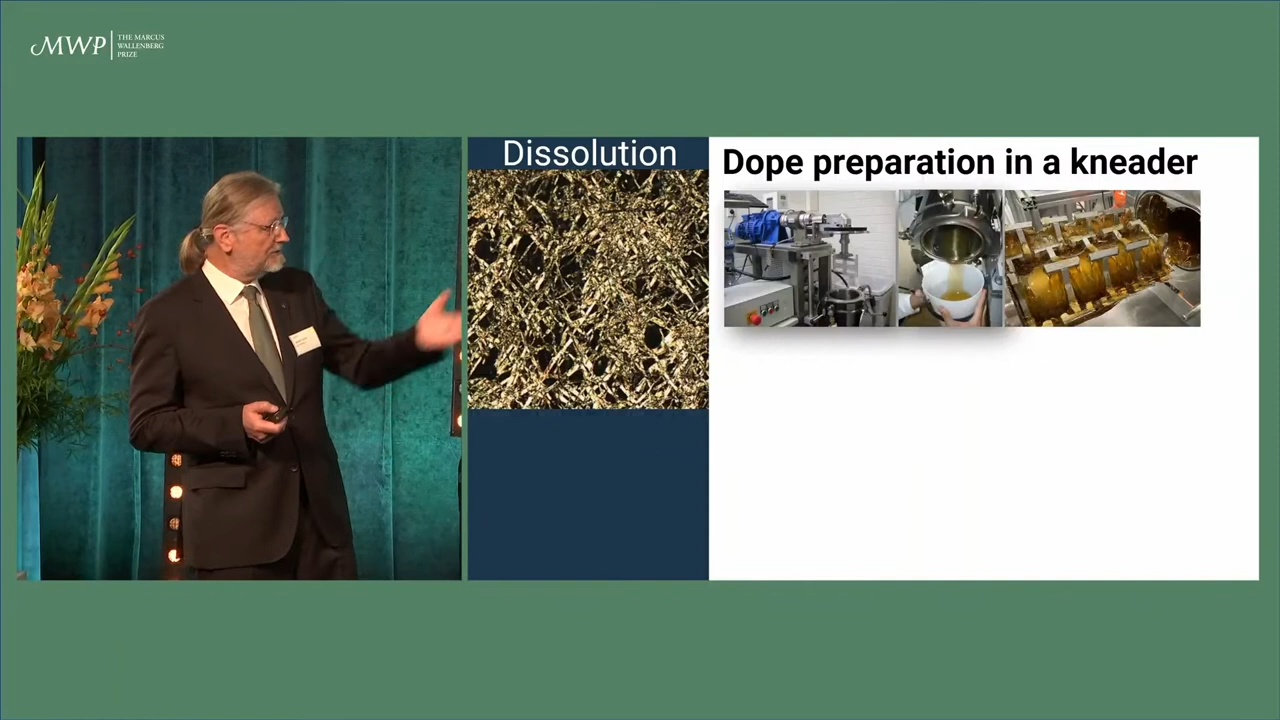 MWP
THE MARCUS
WALLENBERG
PRIZE
Dissolution
Dope preparation in a kneader